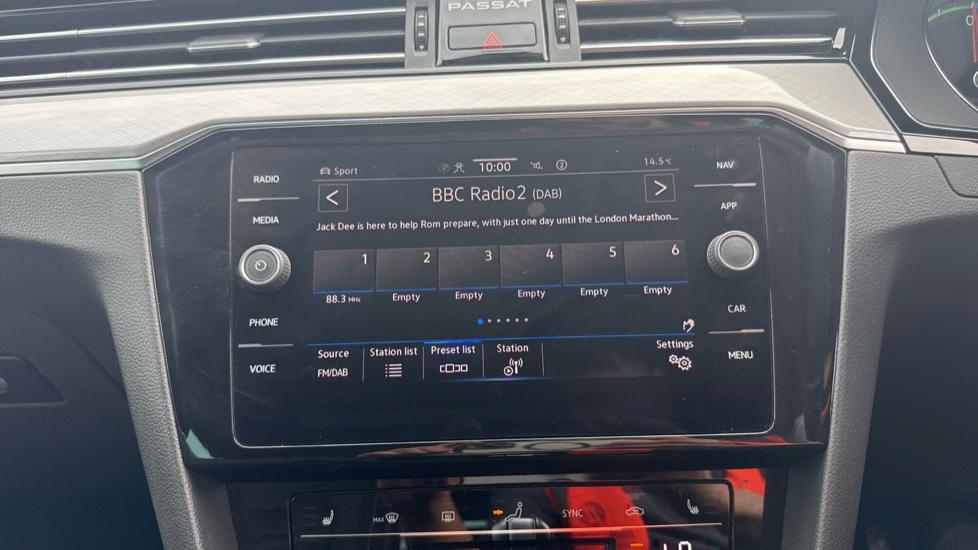 PASSAT
RADIO
MEDIA
PHONE
VOICE
Sport 10:00 2 14.5°C
BBC Radio2 (DAB)
Jack Dee is here to help Rom prepare, with just one day until the London Marathon...
1 2 3 4 5 6
88.3 MHz Empty Empty Empty Empty Empty
Source Station list Preset list Station Settings
FM/DAB
NAV
APP
CAR
MENU
MAX SYNC